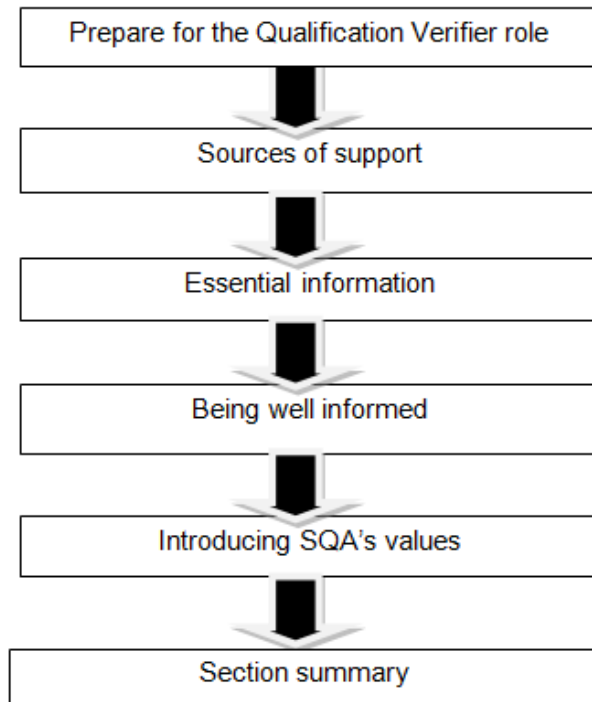 Prepare for the Qualification Verifier role
Sources of support
Essential information
Being well informed
Introducing SQA's values
Section summary